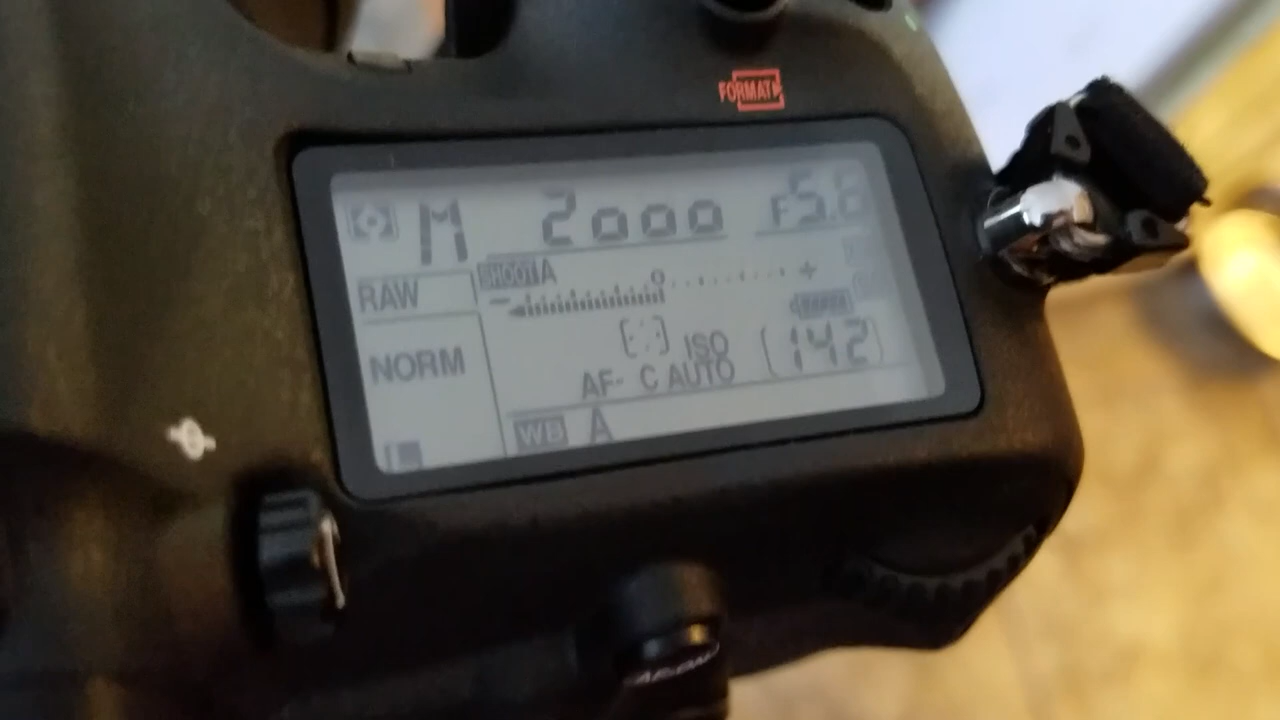 FORMAT
M 2000 F5.6
SHOOT A
RAW
NORM
ISO [142]
AF- C AUTO
WB A
L